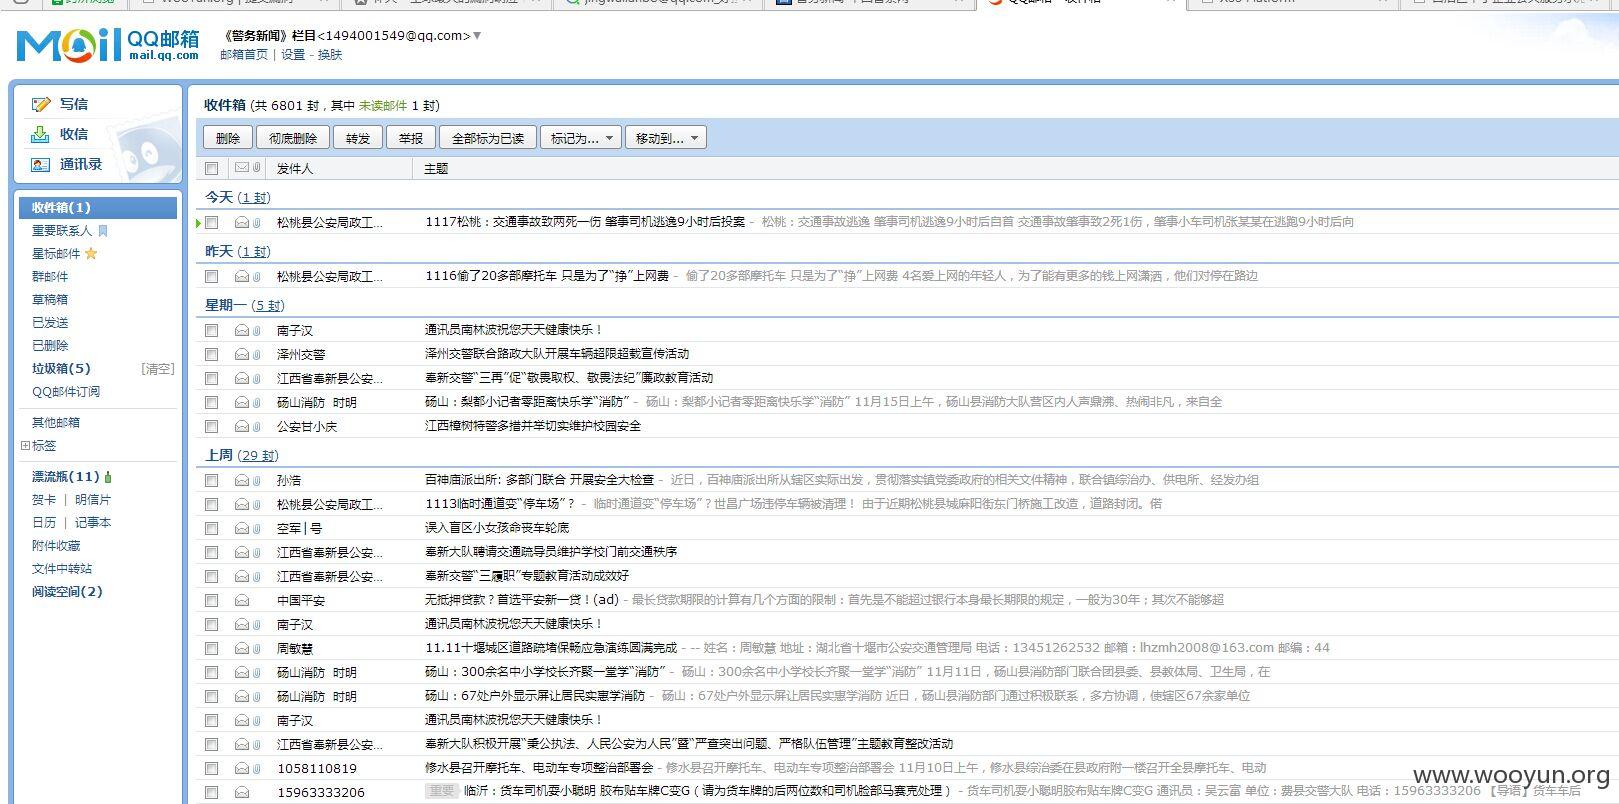 WooYun.org | 提交漏洞
XSS Platform
Mail QQ邮箱 mail.qq.com
《警务新闻》栏目<1494001549@qq.com>
邮箱首页 | 设置 - 换肤
写信
收信
通讯录
收件箱(1)
重要联系人
星标邮件
群邮件
草稿箱
已发送
已删除
垃圾箱(5) [清空]
QQ邮件订阅
其他邮箱
标签
漂流瓶(11)
贺卡 | 明信片
日历 | 记事本
附件收藏
文件中转站
阅读空间(2)
收件箱 (共 6801 封，其中 未读邮件 1 封)
删除 彻底删除 转发 举报 全部标为已读 标记为... 移动到...
发件人 主题
今天 (1 封)
松桃县公安局政工... 1117松桃：交通事故致两死一伤 肇事司机逃逸9小时后投案 - 松桃：交通事故逃逸 肇事司机逃逸9小时后自首 交通事故肇事致2死1伤，肇事小车司机张某某在逃跑9小时后向
昨天 (1 封)
松桃县公安局政工... 1116偷了20多部摩托车 只是为了“挣”上网费 - 偷了20多部摩托车 只是为了“挣”上网费 4名爱上网的年轻人，为了能有更多的钱上网潇洒，他们对停在路边
星期一 (5 封)
南子汉 通讯员南林波祝您天天健康快乐！
泽州交警 泽州交警联合路政大队开展车辆超限超载宣传活动
江西省奉新县公安... 奉新交警“三再”促“敬畏取权、敬畏法纪”廉政教育活动
砀山消防 时明 砀山：梨都小记者零距离快乐学“消防” - 砀山：梨都小记者零距离快乐学“消防” 11月15日上午，砀山县消防大队营区内人声鼎沸、热闹非凡，来自全
公安甘小庆 江西樟树特警多措并举切实维护校园安全
上周 (29 封)
孙浩 百神庙派出所: 多部门联合 开展安全大检查 - 近日，百神庙派出所从辖区实际出发，贯彻落实镇党委政府的相关文件精神，联合镇综治办、供电所、经发办组
松桃县公安局政工... 1113临时通道变“停车场”？ - 临时通道变“停车场”？世昌广场违停车辆被清理！ 由于近期松桃县城麻阳街东门桥施工改造，道路封闭。偌
空军|号 误入盲区小女孩命丧车轮底
江西省奉新县公安... 奉新大队聘请交通疏导员维护学校门前交通秩序
江西省奉新县公安... 奉新交警“三履职”专题教育活动成效好
中国平安 无抵押贷款？首选平安新一贷！(ad) - 最长贷款期限的计算有几个方面的限制：首先是不能超过银行本身最长期限的规定，一般为30年；其次不能够超
南子汉 通讯员南林波祝您天天健康快乐！
周敏慧 11.11十堰城区道路疏堵保畅应急演练圆满完成 - -- 姓名：周敏慧 地址：湖北省十堰市公安交通管理局 电话：13451262532 邮箱：lhzmh2008@163.com 邮编：44
砀山消防 时明 砀山：300余名中小学校长齐聚一堂学“消防” - 砀山：300余名中小学校长齐聚一堂学“消防” 11月11日，砀山县消防部门联合团县委、县教体局、卫生局，在
砀山消防 时明 砀山：67处户外显示屏让居民实惠学消防 - 砀山：67处户外显示屏让居民实惠学消防 近日，砀山县消防部门通过积极联系，多方协调，使辖区67余家单位
南子汉 通讯员南林波祝您天天健康快乐！
江西省奉新县公安... 奉新大队积极开展“秉公执法、人民公安为人民”暨“严查突出问题、严格队伍管理”主题教育整改活动
1058110819 修水县召开摩托车、电动车专项整治部署会 - 修水县召开摩托车、电动车专项整治部署会 11月10日上午，修水县综治委在县政府附一楼召开全县摩托车、电动
15963333206 重要 临沂：货车司机耍小聪明 胶布贴车牌C变G（请为货车牌的后两位数和司机脸部马赛克处理） - 货车司机耍小聪明胶布贴车牌C变G 通讯员：吴云富 单位：费县交警大队 电话：15963333206 【导语】货车车后
www.wooyun.org